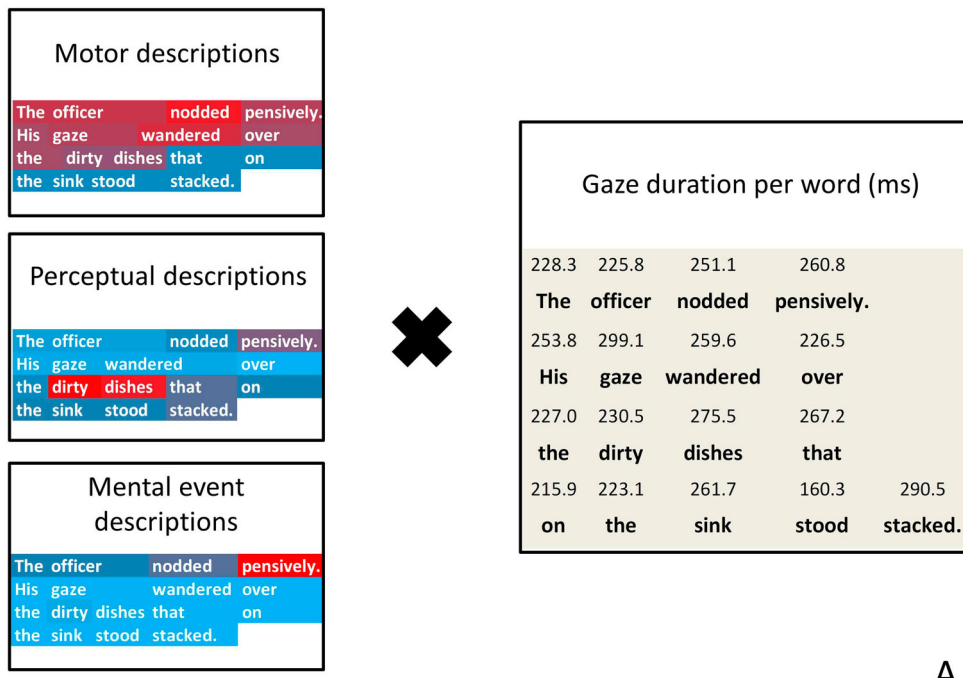 Motor descriptions
The officer nodded pensively.
His gaze wandered over
the dirty dishes that on
the sink stood stacked.
Perceptual descriptions
The officer nodded pensively.
His gaze wandered over
the dirty dishes that on
the sink stood stacked.
Mental event
descriptions
The officer nodded pensively.
His gaze wandered over
the dirty dishes that on
the sink stood stacked.
Gaze duration per word (ms)
228.3 225.8 251.1 260.8
The officer nodded pensively.
253.8 299.1 259.6 226.5
His gaze wandered over
227.0 230.5 275.5 267.2
the dirty dishes that
215.9 223.1 261.7 160.3 290.5
on the sink stood stacked.
A